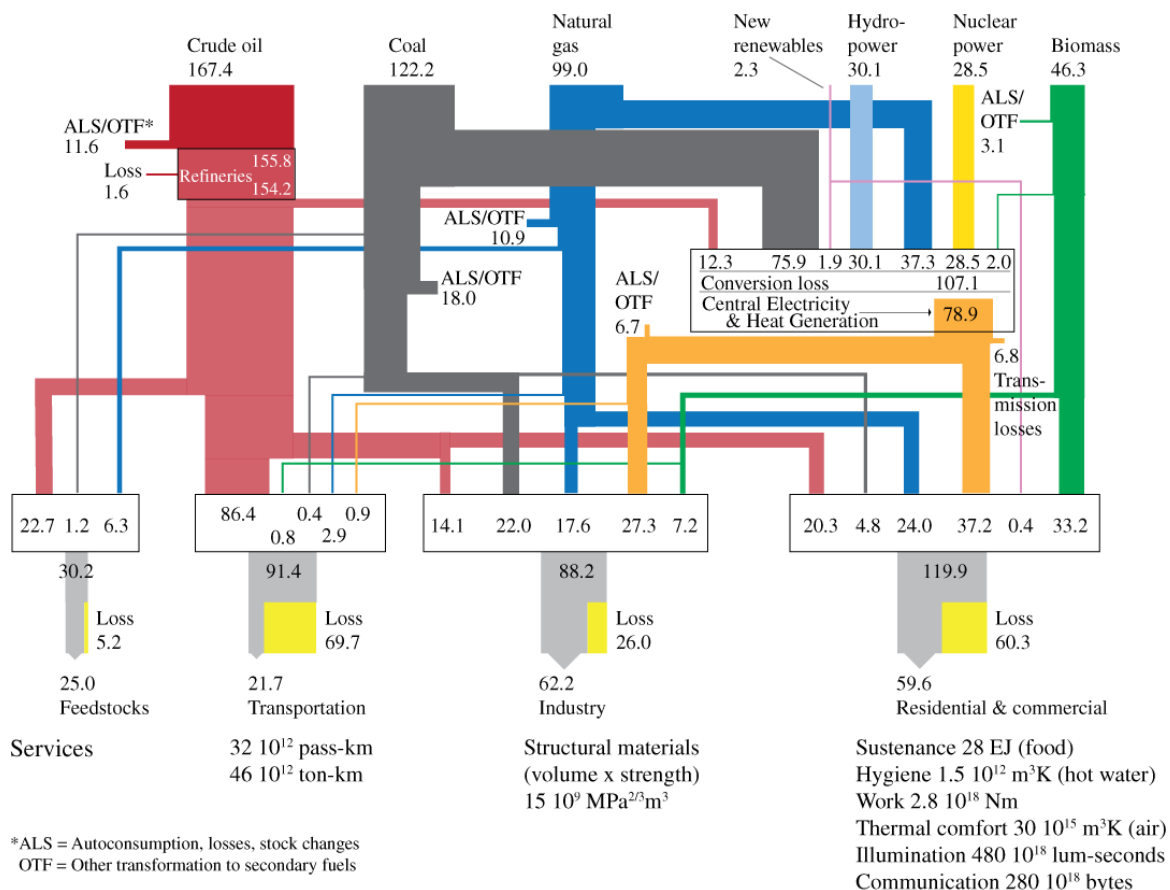 Crude oil
167.4
Coal
122.2
Natural
gas
99.0
New
renewables
2.3
Hydro-
power
30.1
Nuclear
power
28.5
Biomass
46.3
ALS/OTF*
11.6
Loss
1.6
Refineries
155.8
154.2
ALS/OTF
10.9
ALS/OTF
18.0
ALS/
OTF
3.1
12.3 75.9 1.9 30.1 37.3 28.5 2.0
Conversion loss 107.1
Central Electricity
& Heat Generation
78.9
ALS/
OTF
6.7
6.8
Trans-
mission
losses
22.7 1.2 6.3
86.4 0.8 0.4 2.9 0.9
14.1 22.0 17.6 27.3 7.2
20.3 4.8 24.0 37.2 0.4 33.2
30.2
91.4
88.2
119.9
Loss
5.2
Loss
69.7
Loss
26.0
Loss
60.3
25.0
Feedstocks
21.7
Transportation
62.2
Industry
59.6
Residential & commercial
Services
32 10¹² pass-km
46 10¹² ton-km
Structural materials
(volume x strength)
15 10⁹ MPa²ᐟ³m³
Sustenance 28 EJ (food)
Hygiene 1.5 10¹² m³K (hot water)
Work 2.8 10¹⁸ Nm
Thermal comfort 30 10¹⁵ m³K (air)
Illumination 480 10¹⁸ lum-seconds
Communication 280 10¹⁸ bytes
*ALS = Autoconsumption, losses, stock changes
OTF = Other transformation to secondary fuels